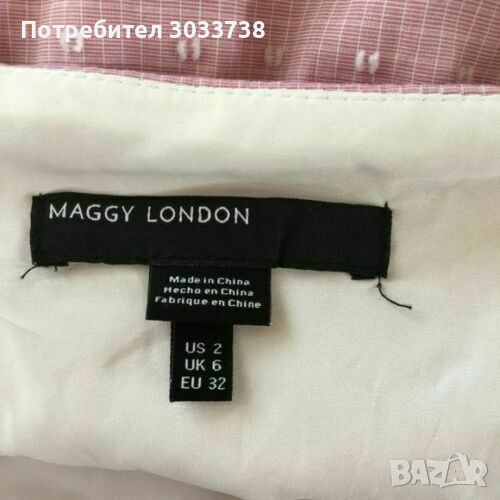 Потребител 3033738
MAGGY LONDON
Made in China
Hecho en China
Fabrique en Chine
US 2
UK 6
EU 32
BAZAR